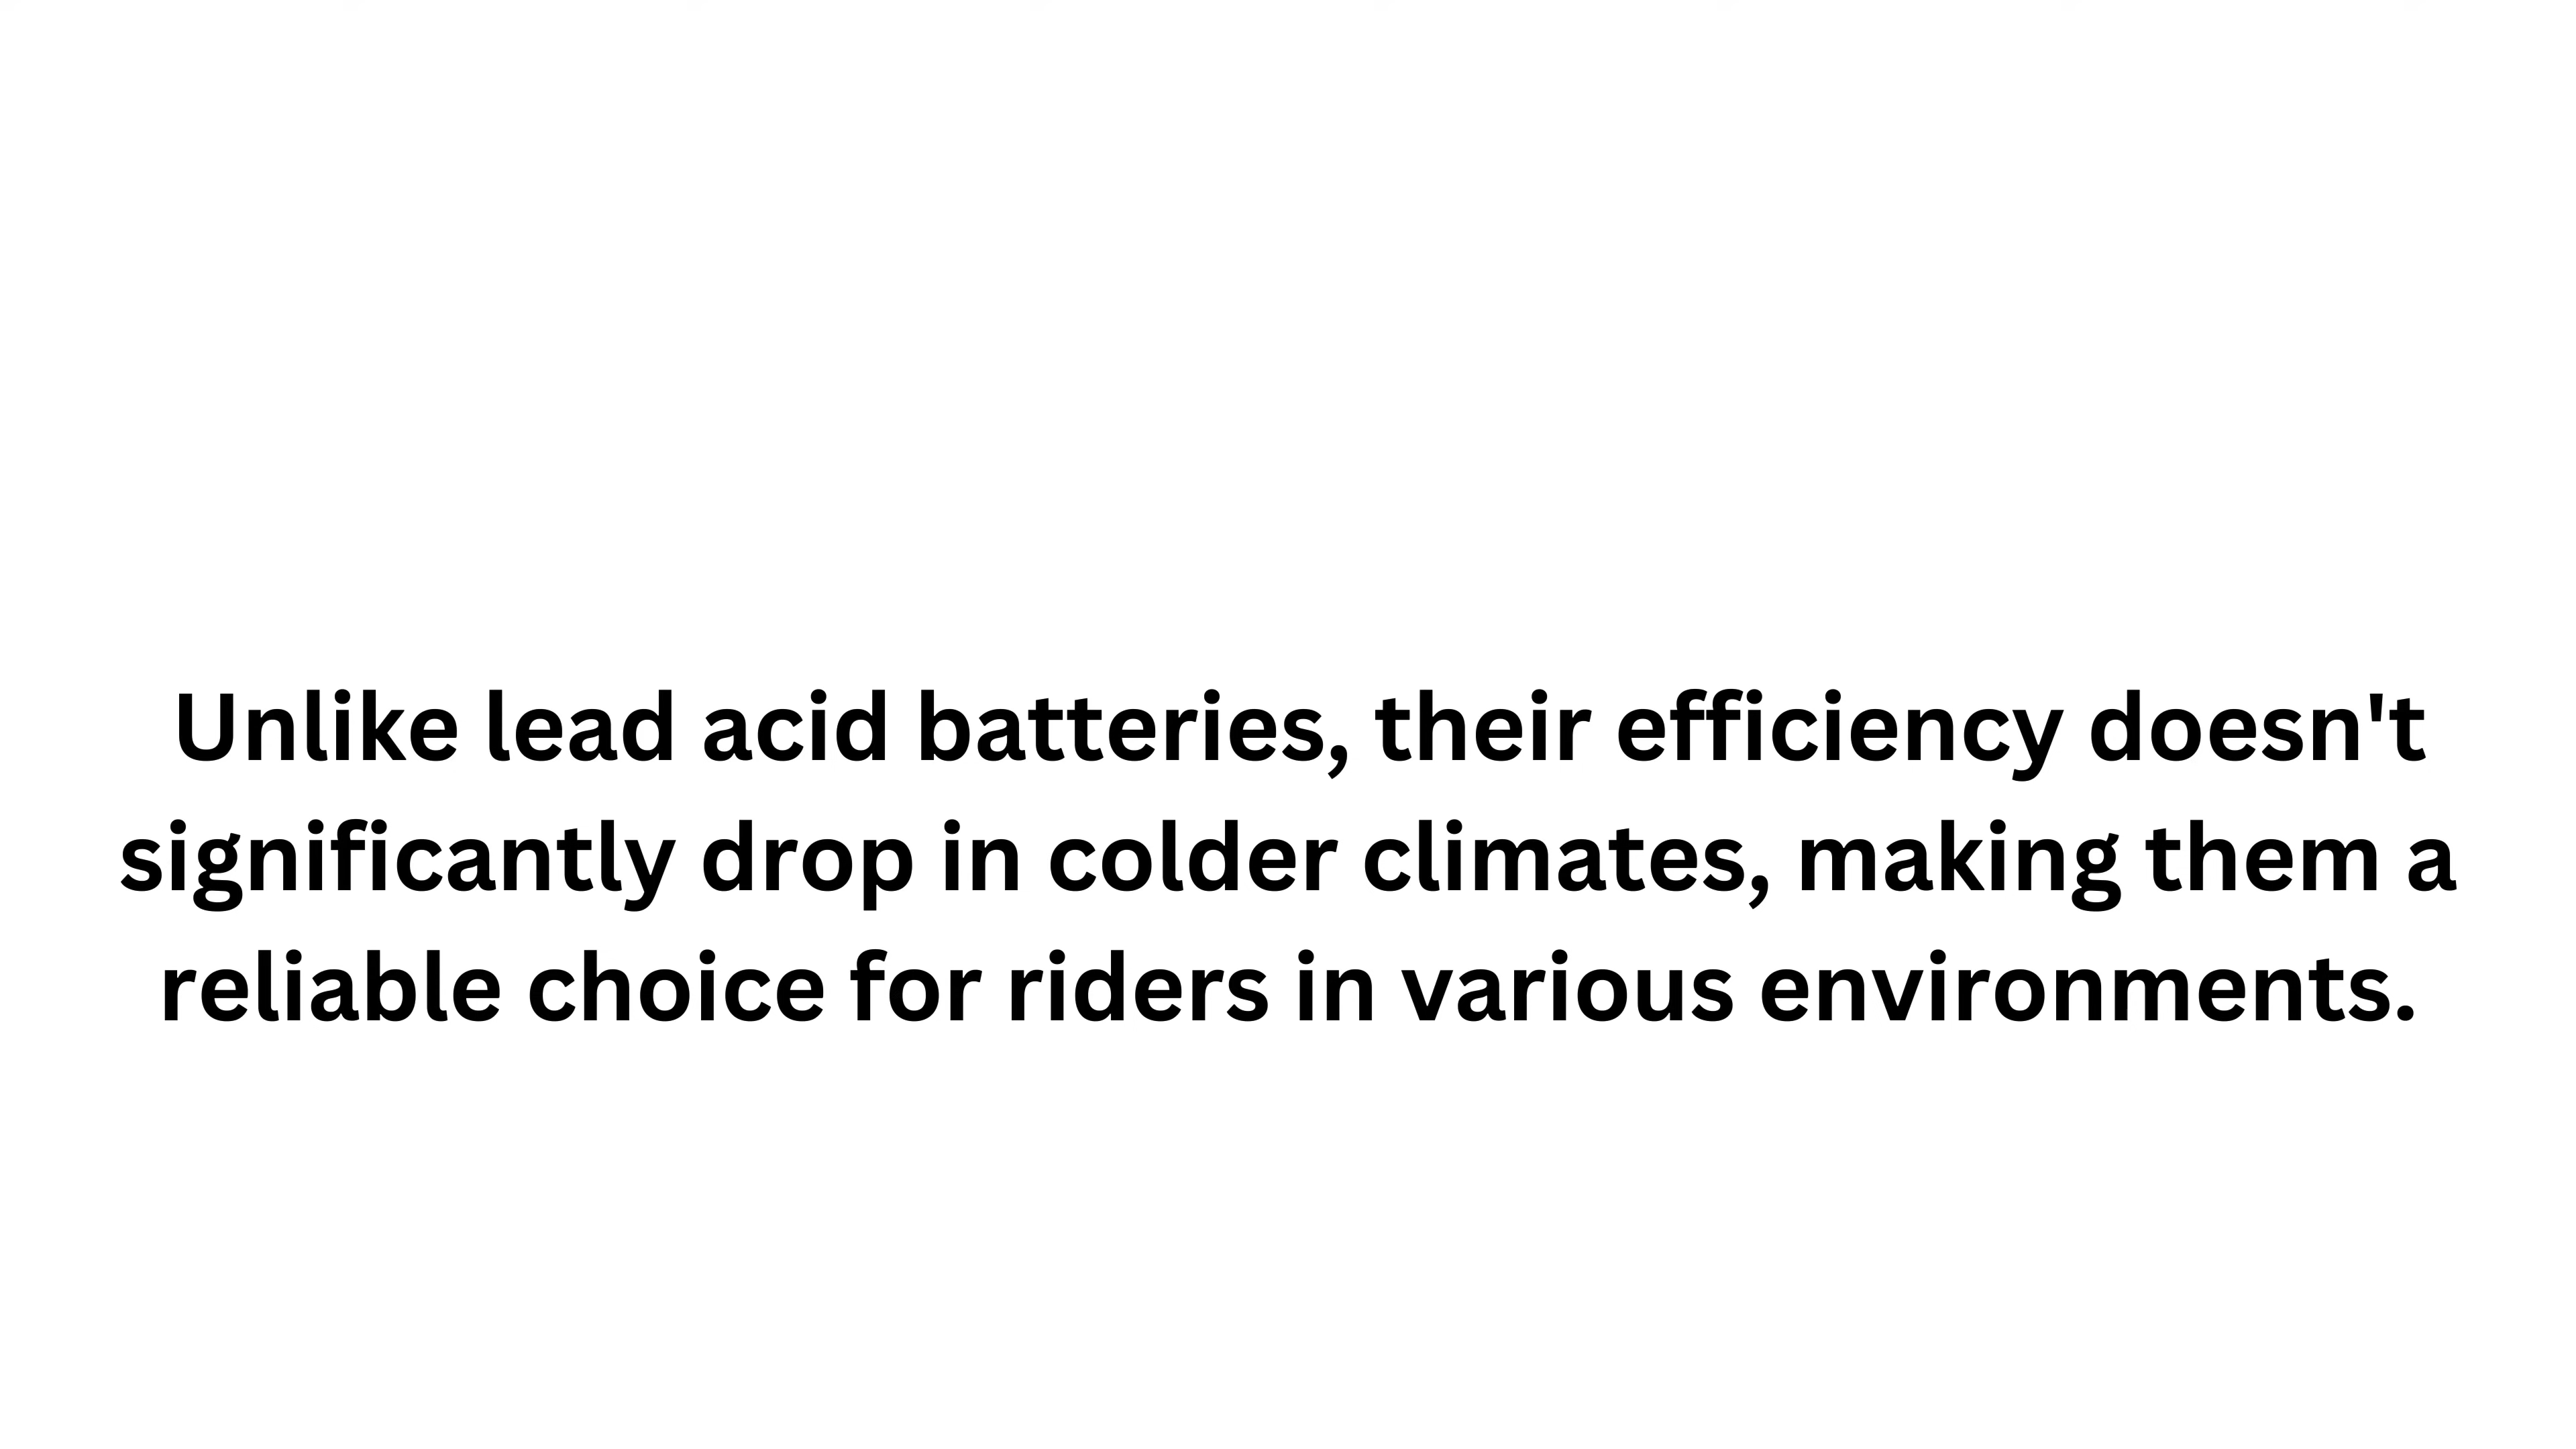 Unlike lead acid batteries, their efficiency doesn't
significantly drop in colder climates, making them a
reliable choice for riders in various environments.